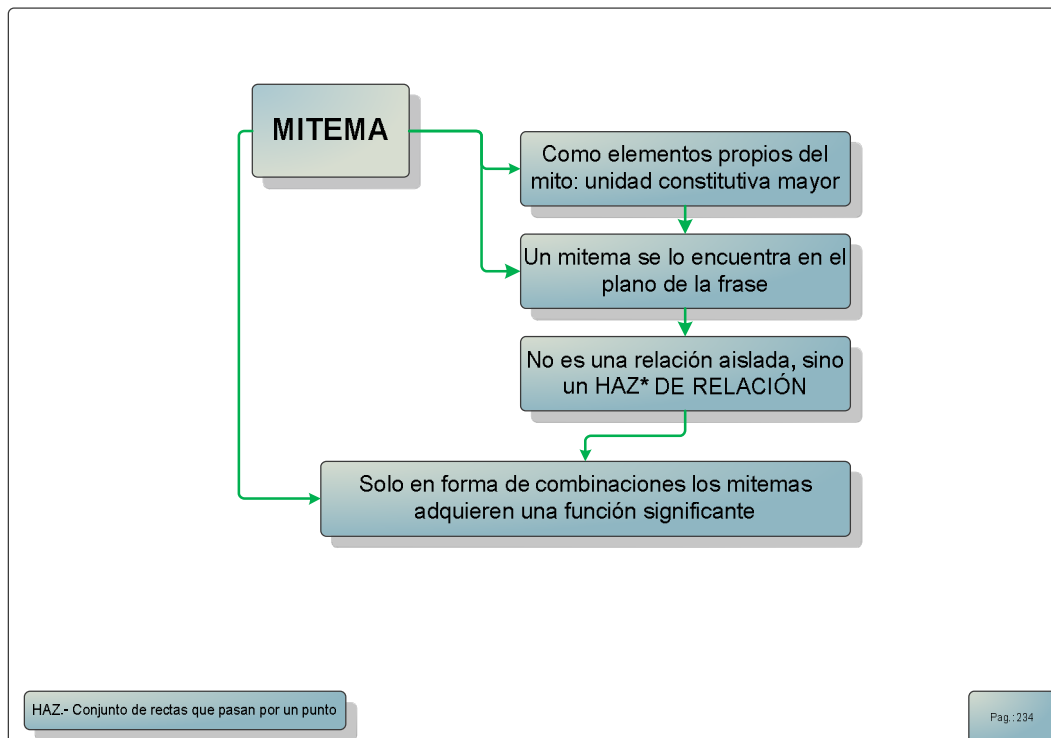 MITEMA
Como elementos propios del
mito: unidad constitutiva mayor
Un mitema se lo encuentra en el
plano de la frase
No es una relación aislada, sino
un HAZ* DE RELACIÓN
Solo en forma de combinaciones los mitemas
adquieren una función significante
HAZ.- Conjunto de rectas que pasan por un punto
Pag.: 234